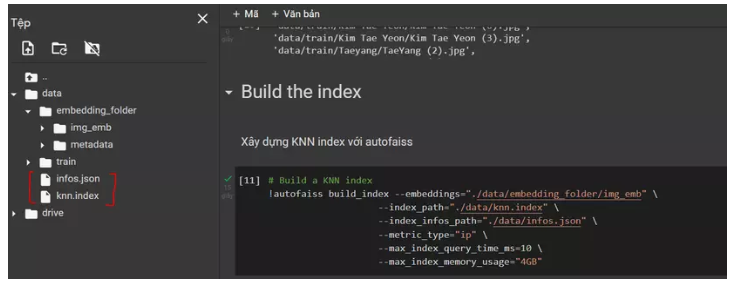 Tệp
..
data
embedding_folder
img_emb
metadata
train
infos.json
knn.index
drive
+ Mã + Văn bản
'data/train/Kim Tae Yeon/Kim Tae Yeon (3).jpg',
'data/train/Taeyang/TaeYang (2).jpg',
Build the index
Xây dựng KNN index với autofaiss
[11] # Build a KNN index
!autofaiss build_index --embeddings="./data/embedding_folder/img_emb" \
--index_path="./data/knn.index" \
--index_infos_path="./data/infos.json" \
--metric_type="ip" \
--max_index_query_time_ms=10 \
--max_index_memory_usage="4GB"